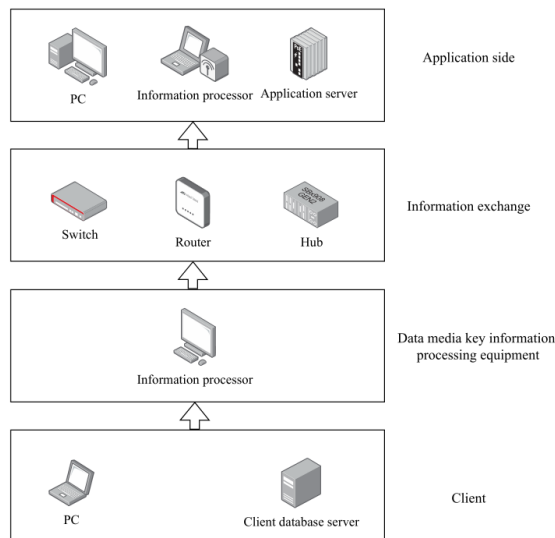 Application side
PC
Information processor
Application server
Information exchange
Switch
Router
Hub
Data media key information
processing equipment
Information processor
Client
PC
Client database server